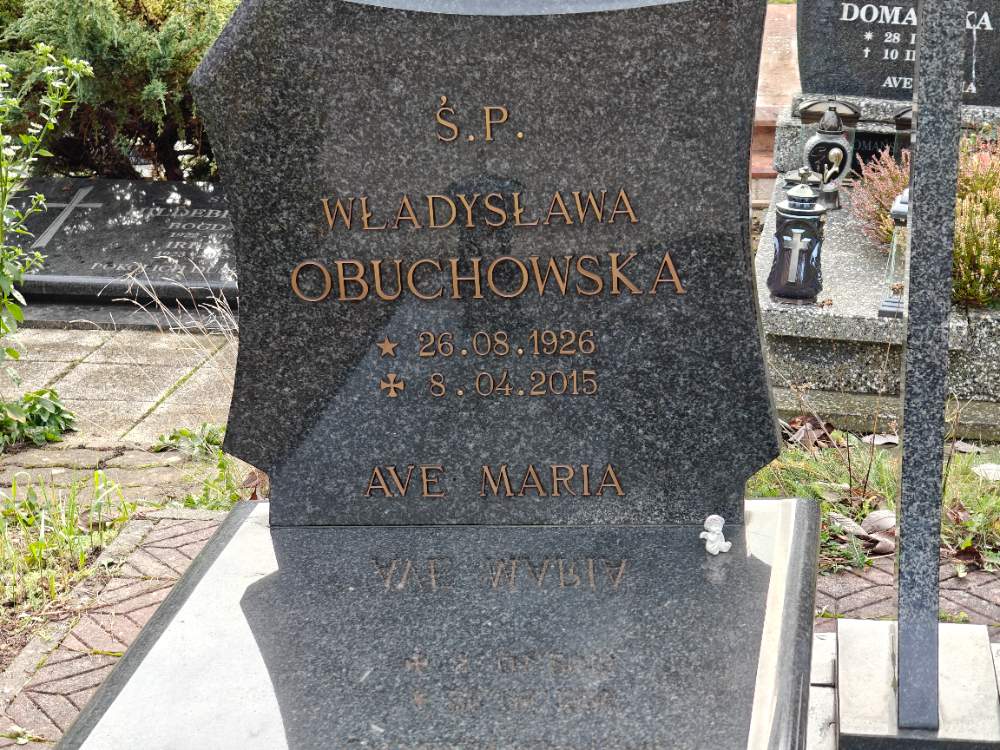 Ś.P.
WŁADYSŁAWA
OBUCHOWSKA
★ 26.08.1926
✠ 8.04.2015
AVE MARIA